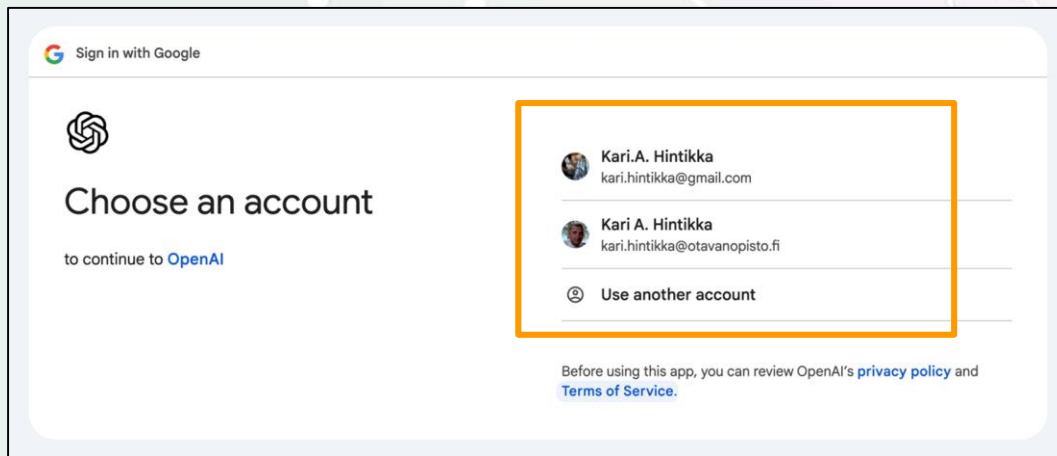 Sign in with Google
Choose an account
to continue to OpenAI
Kari.A. Hintikka
kari.hintikka@gmail.com
Kari A. Hintikka
kari.hintikka@otavanopisto.fi
Use another account
Before using this app, you can review OpenAI's privacy policy and
Terms of Service.